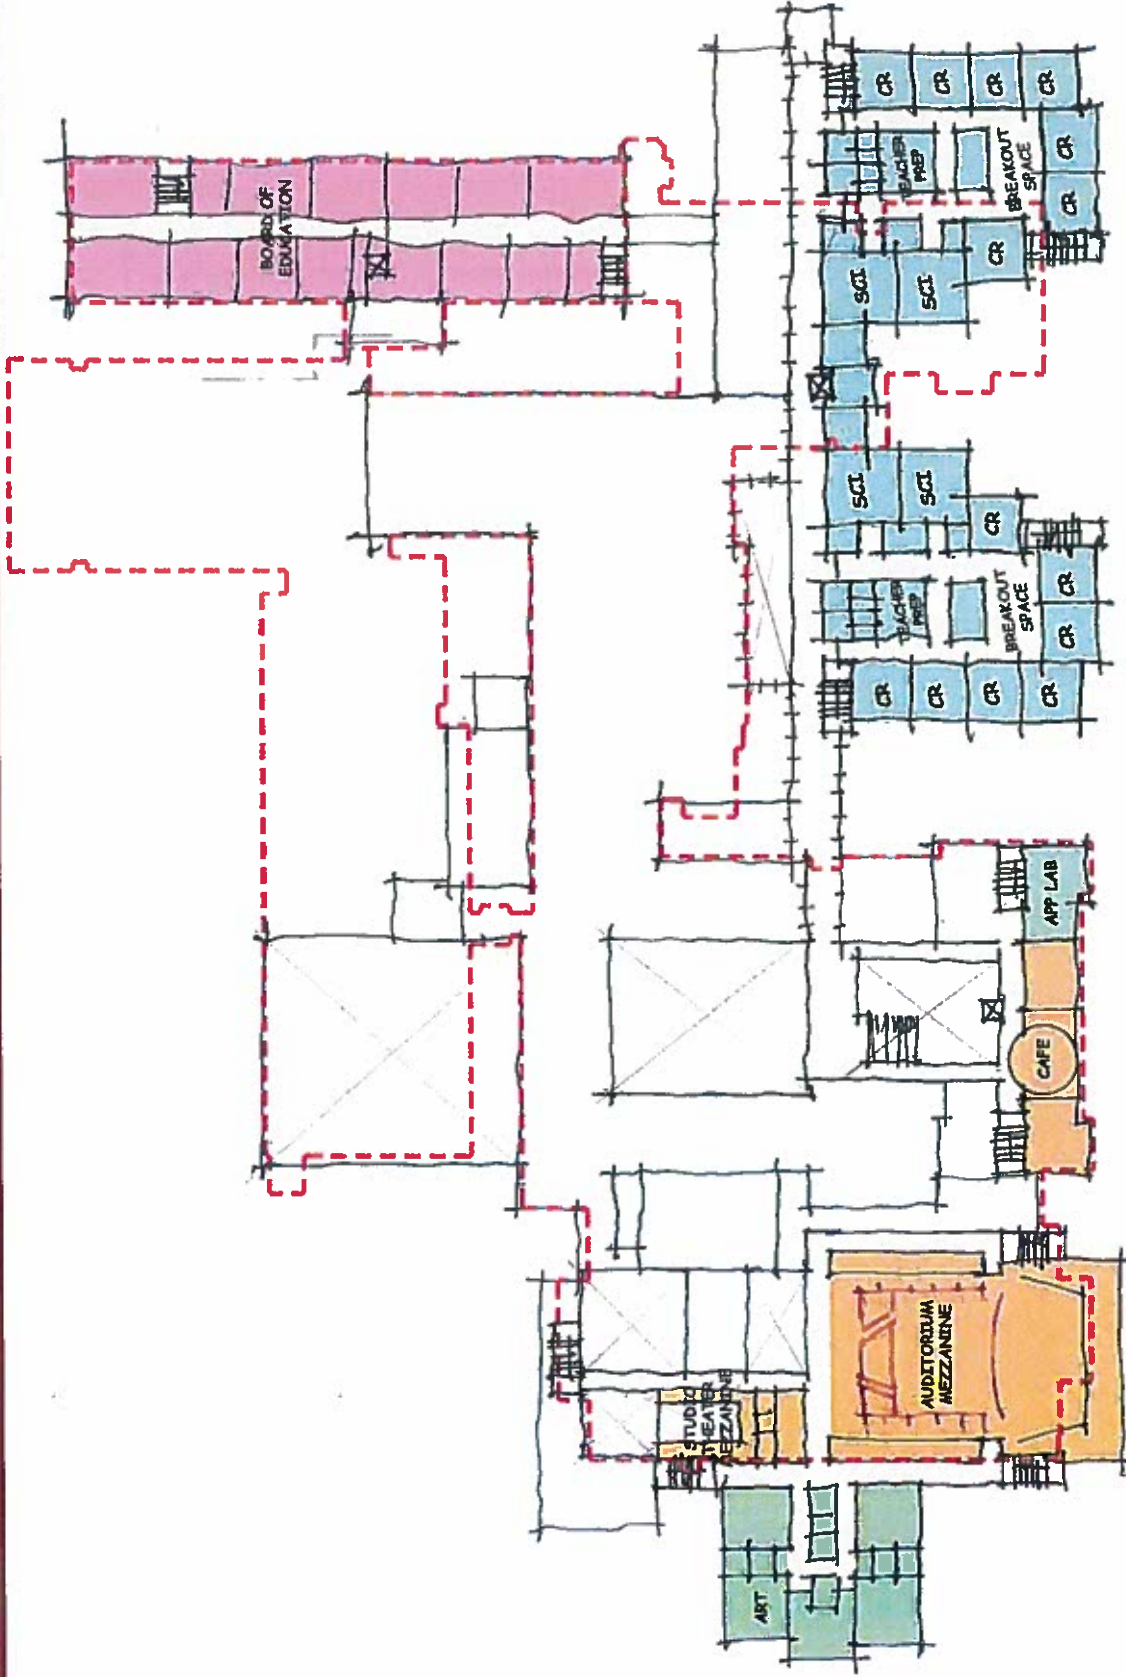 BOARD OF
EDUCATION
STUDIO
THEATER
MEZZANINE
ART
AUDITORIUM
MEZZANINE
CAFE
APP LAB
CR
CR
CR
CR
TEACHER
PREP
BREAKOUT
SPACE
CR
CR
SCI
SCI
CR
SCI
SCI
CR
TEACHER
PREP
BREAKOUT
SPACE
CR
CR
CR
CR
CR
CR